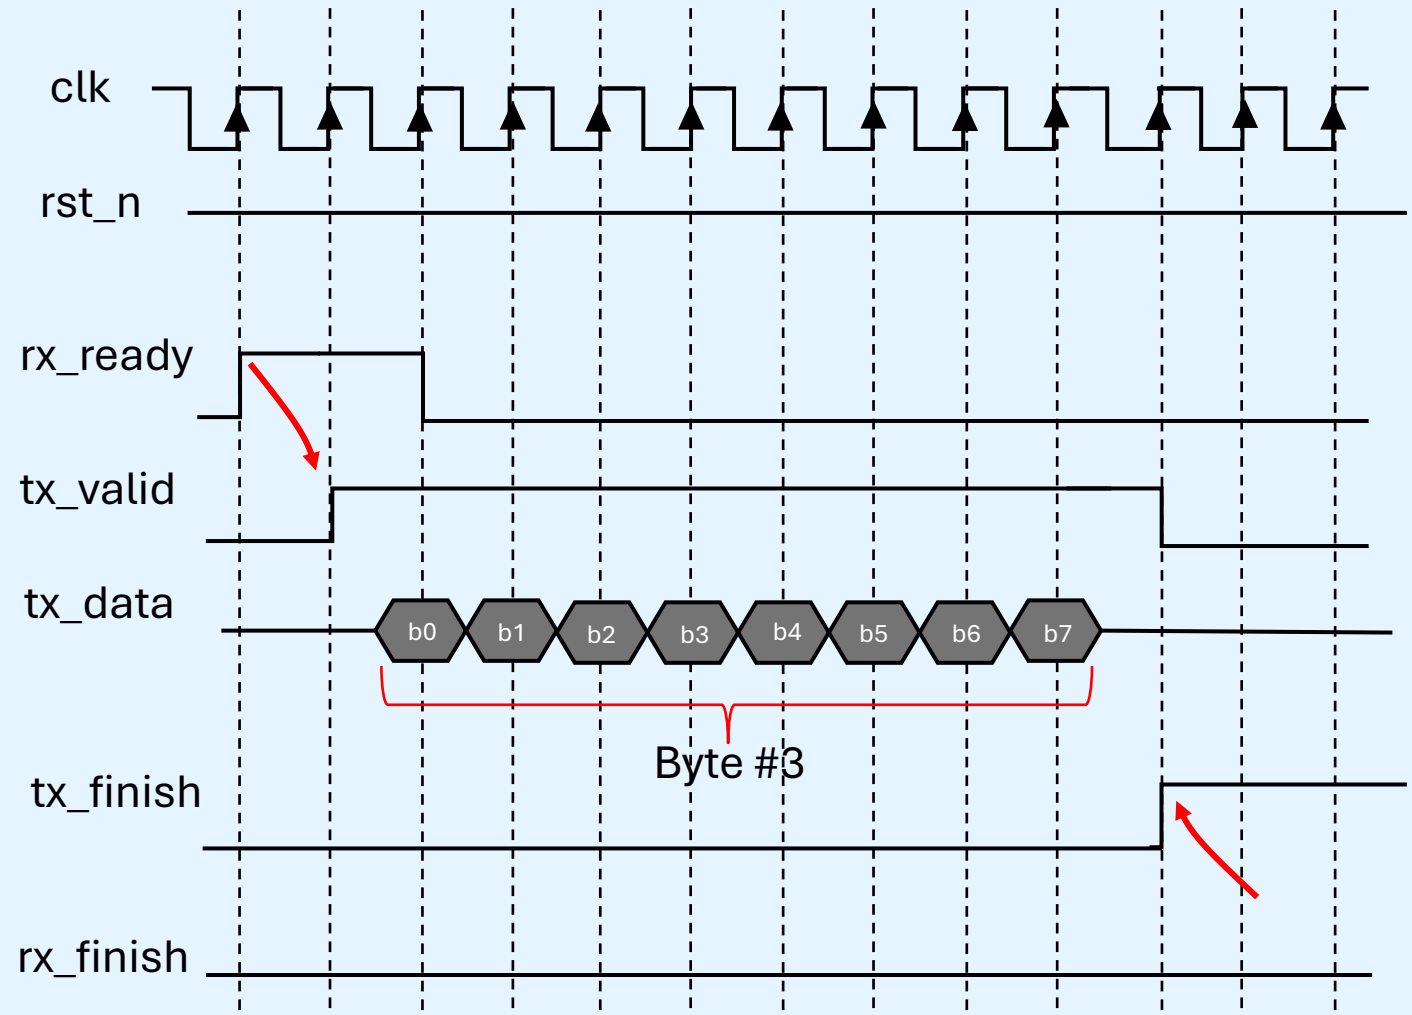 clk
rst_n
rx_ready
tx_valid
tx_data
b0 b1 b2 b3 b4 b5 b6 b7
Byte #3
tx_finish
rx_finish